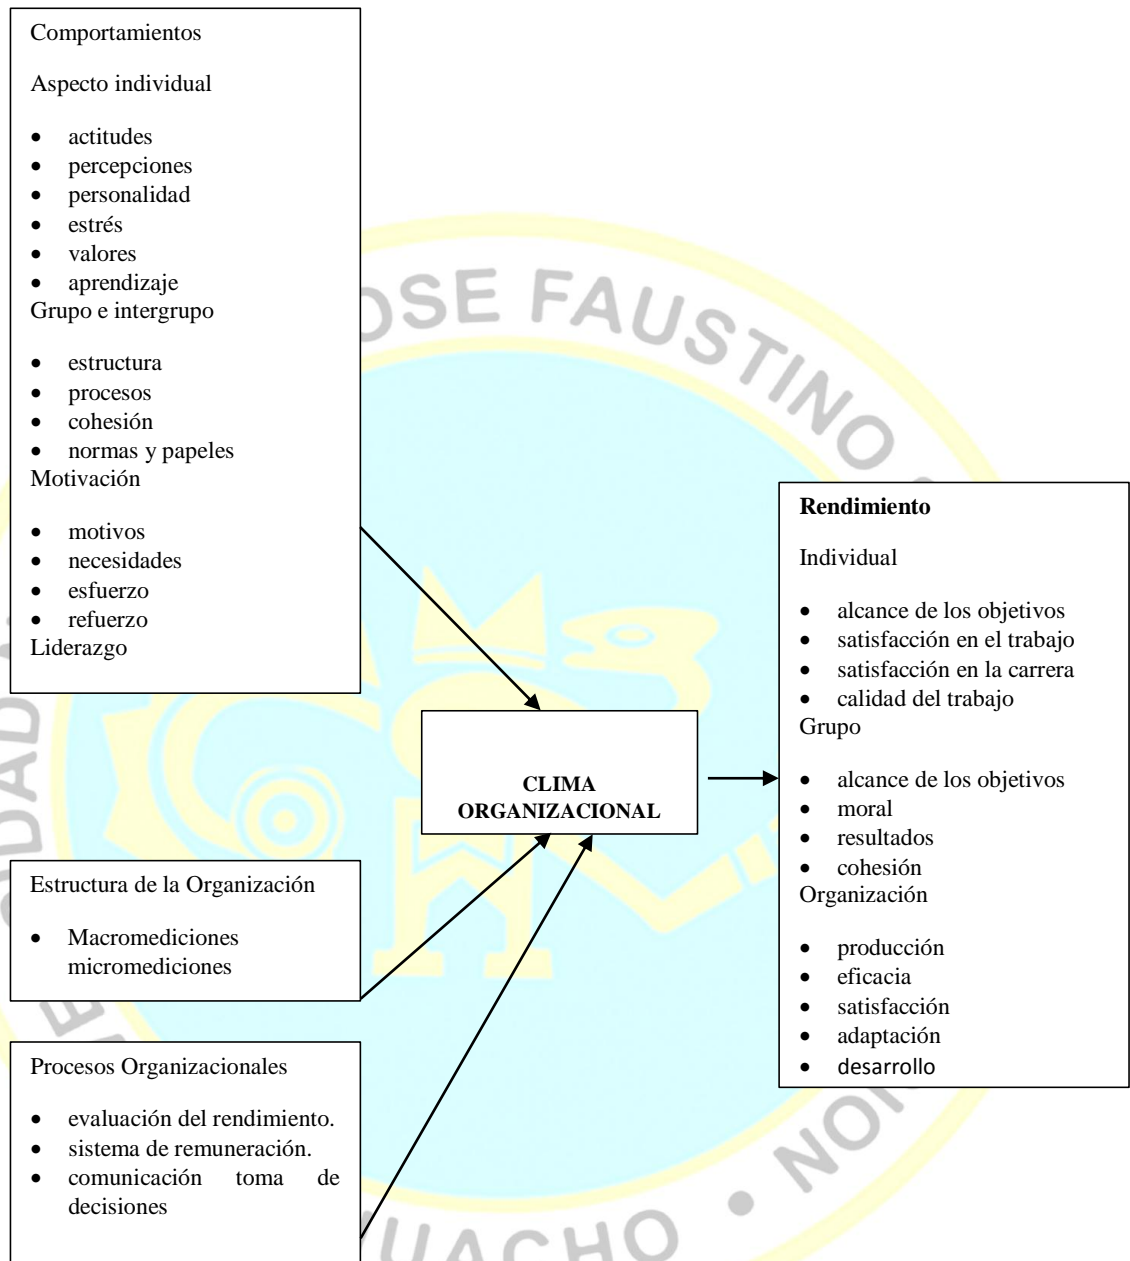 Comportamientos
Aspecto individual
• actitudes
• percepciones
• personalidad
• estrés
• valores
• aprendizaje
Grupo e intergrupo
• estructura
• procesos
• cohesión
• normas y papeles
Motivación
• motivos
• necesidades
• esfuerzo
• refuerzo
Liderazgo
Estructura de la Organización
• Macromediciones
micromediciones
Procesos Organizacionales
• evaluación del rendimiento.
• sistema de remuneración.
• comunicación toma de
decisiones
CLIMA
ORGANIZACIONAL
Rendimiento
Individual
• alcance de los objetivos
• satisfacción en el trabajo
• satisfacción en la carrera
• calidad del trabajo
Grupo
• alcance de los objetivos
• moral
• resultados
• cohesión
Organización
• producción
• eficacia
• satisfacción
• adaptación
• desarrollo
OSE FAUSTINO
DAD
UACHO • NO